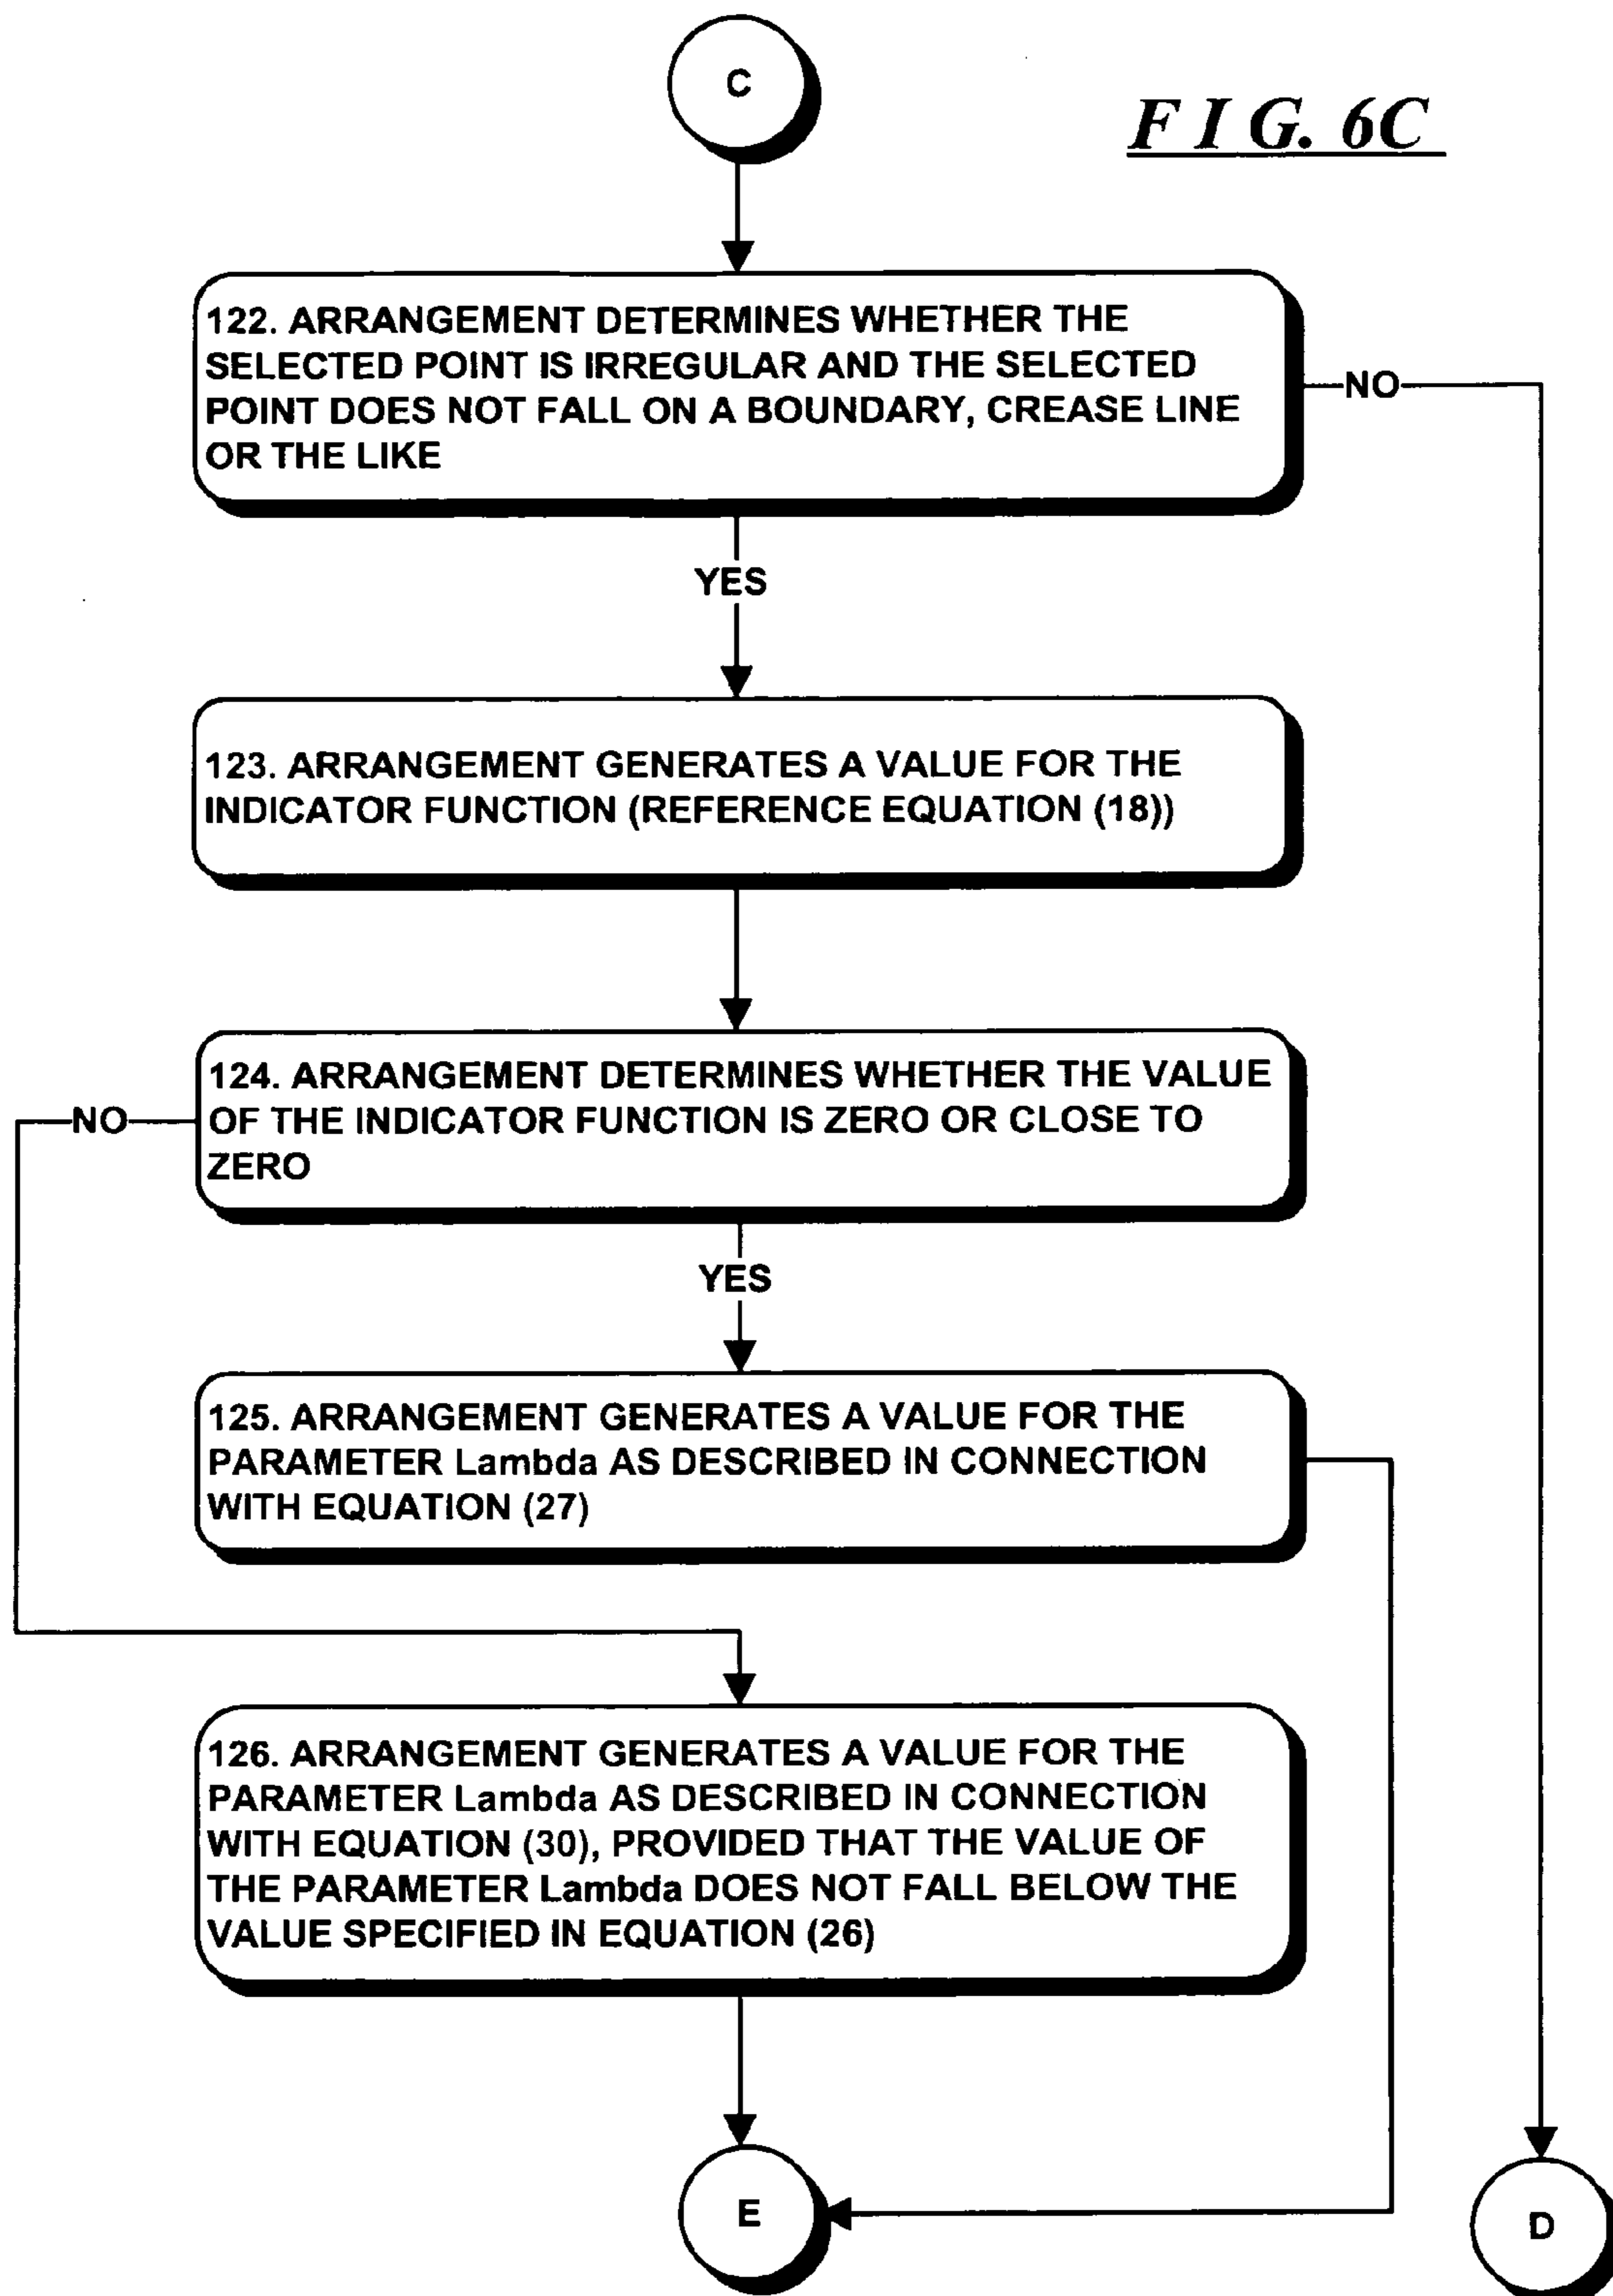 C
F I G. 6C
122. ARRANGEMENT DETERMINES WHETHER THE
SELECTED POINT IS IRREGULAR AND THE SELECTED
POINT DOES NOT FALL ON A BOUNDARY, CREASE LINE
OR THE LIKE
NO
YES
123. ARRANGEMENT GENERATES A VALUE FOR THE
INDICATOR FUNCTION (REFERENCE EQUATION (18))
124. ARRANGEMENT DETERMINES WHETHER THE VALUE
OF THE INDICATOR FUNCTION IS ZERO OR CLOSE TO
ZERO
NO
YES
125. ARRANGEMENT GENERATES A VALUE FOR THE
PARAMETER Lambda AS DESCRIBED IN CONNECTION
WITH EQUATION (27)
126. ARRANGEMENT GENERATES A VALUE FOR THE
PARAMETER Lambda AS DESCRIBED IN CONNECTION
WITH EQUATION (30), PROVIDED THAT THE VALUE OF
THE PARAMETER Lambda DOES NOT FALL BELOW THE
VALUE SPECIFIED IN EQUATION (26)
E
D